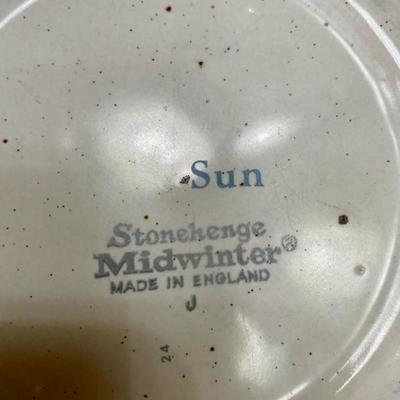 Sun
Stonehenge
Midwinter®
MADE IN ENGLAND
J
24